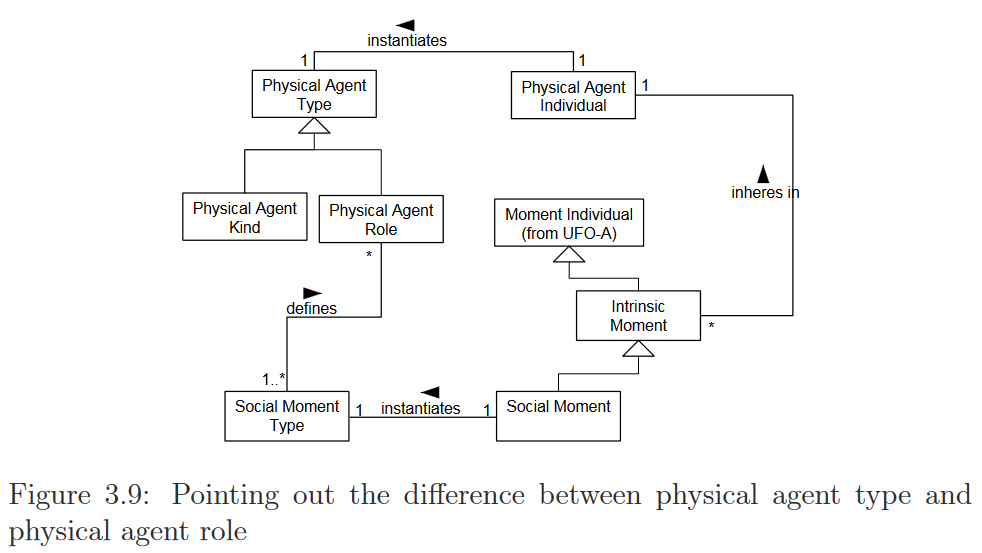 instantiates
1
1
Physical Agent
Type
Physical Agent
Individual
1
inheres in
Physical Agent
Kind
Physical Agent
Role
Moment Individual
(from UFO-A)
*
defines
Intrinsic
Moment
*
1..*
Social Moment
Type
1
instantiates
1
Social Moment
Figure 3.9: Pointing out the difference between physical agent type and
physical agent role